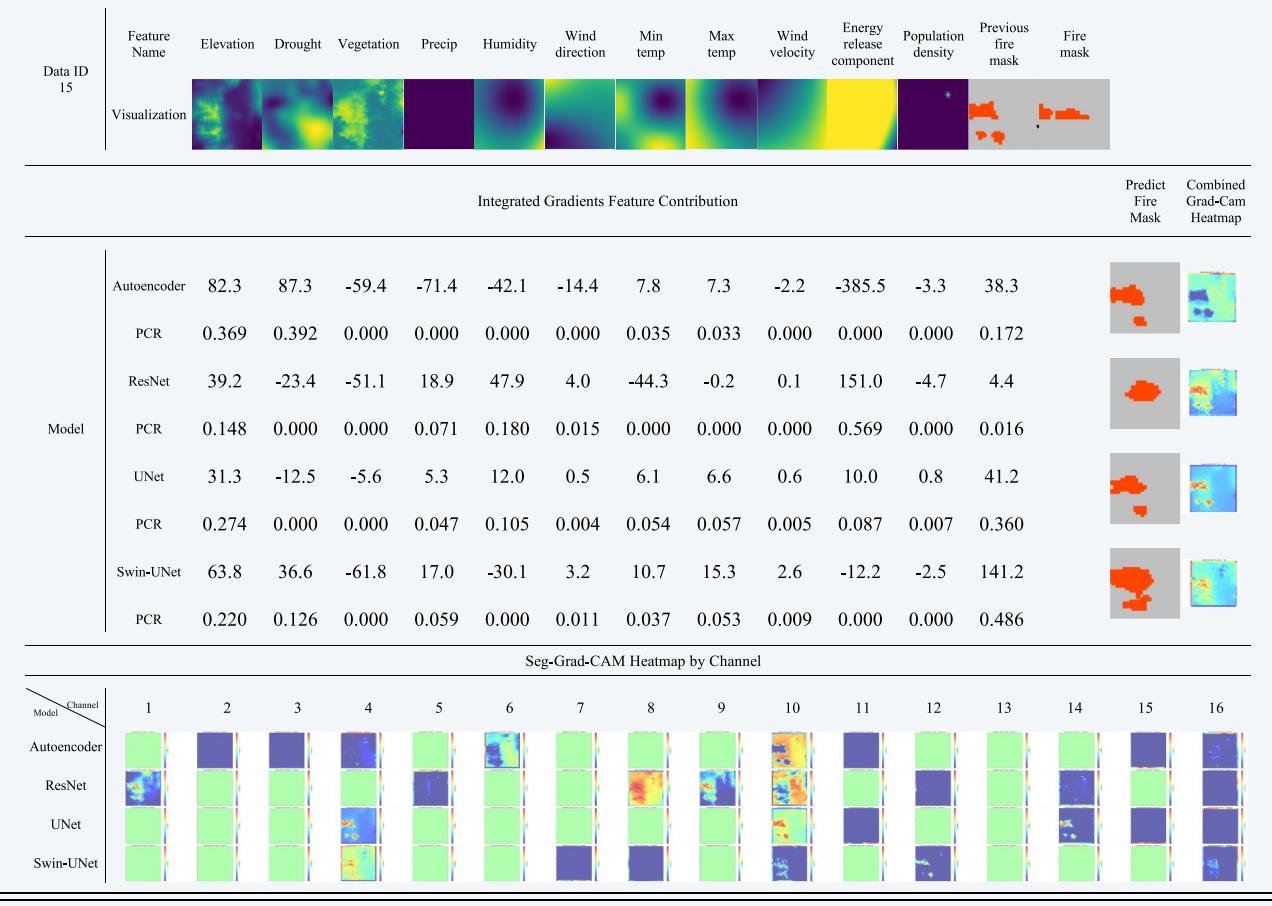 Data ID
15
Feature
Name
Elevation
Drought
Vegetation
Precip
Humidity
Wind
direction
Min
temp
Max
temp
Wind
velocity
Energy
release
component
Population
density
Previous
fire
mask
Fire
mask
Visualization
Integrated Gradients Feature Contribution
Predict
Fire
Mask
Combined
Grad-Cam
Heatmap
Model
Autoencoder 82.3 87.3 -59.4 -71.4 -42.1 -14.4 7.8 7.3 -2.2 -385.5 -3.3 38.3
PCR 0.369 0.392 0.000 0.000 0.000 0.000 0.035 0.033 0.000 0.000 0.000 0.172
ResNet 39.2 -23.4 -51.1 18.9 47.9 4.0 -44.3 -0.2 0.1 151.0 -4.7 4.4
PCR 0.148 0.000 0.000 0.071 0.180 0.015 0.000 0.000 0.000 0.569 0.000 0.016
UNet 31.3 -12.5 -5.6 5.3 12.0 0.5 6.1 6.6 0.6 10.0 0.8 41.2
PCR 0.274 0.000 0.000 0.047 0.105 0.004 0.054 0.057 0.005 0.087 0.007 0.360
Swin-UNet 63.8 36.6 -61.8 17.0 -30.1 3.2 10.7 15.3 2.6 -12.2 -2.5 141.2
PCR 0.220 0.126 0.000 0.059 0.000 0.011 0.037 0.053 0.009 0.000 0.000 0.486
Seg-Grad-CAM Heatmap by Channel
Model Channel 1 2 3 4 5 6 7 8 9 10 11 12 13 14 15 16
Autoencoder
ResNet
UNet
Swin-UNet